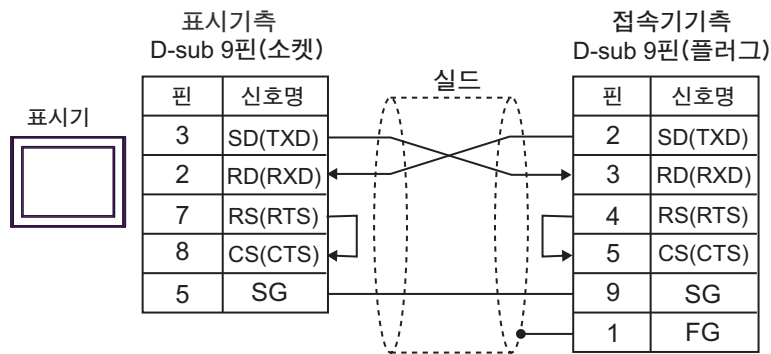 표시기측
D-sub 9핀(소켓)
접속기기측
D-sub 9핀(플러그)
표시기
실드
핀 신호명
3 SD(TXD)
2 RD(RXD)
7 RS(RTS)
8 CS(CTS)
5 SG
핀 신호명
2 SD(TXD)
3 RD(RXD)
4 RS(RTS)
5 CS(CTS)
9 SG
1 FG